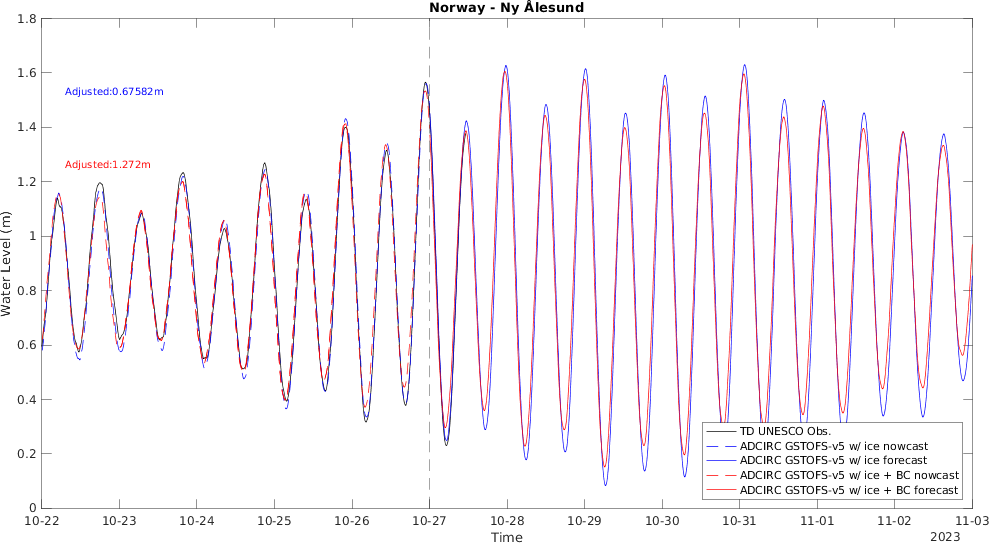 Norway - Ny Ålesund
1.8
1.6
1.4
1.2
1
0.8
0.6
0.4
0.2
0
Water Level (m)
Adjusted:0.67582m
Adjusted:1.272m
TD UNESCO Obs.
ADCIRC GSTOFS-v5 w/ ice nowcast
ADCIRC GSTOFS-v5 w/ ice forecast
ADCIRC GSTOFS-v5 w/ ice + BC nowcast
ADCIRC GSTOFS-v5 w/ ice + BC forecast
10-22 10-23 10-24 10-25 10-26 10-27 10-28 10-29 10-30 10-31 11-01 11-02 11-03
Time
2023